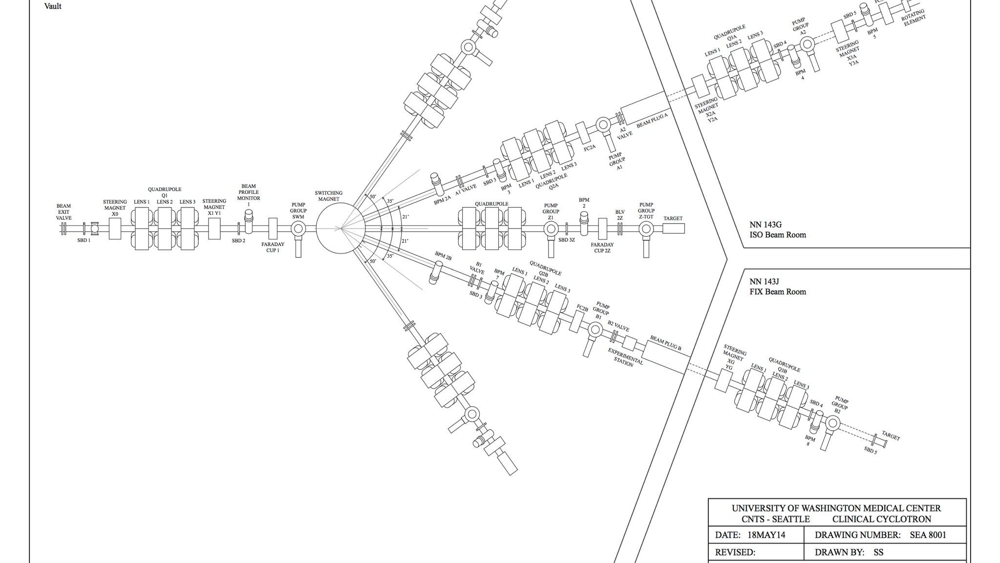 Vault
BEAM
EXIT
VALVE
SBD 1
STEERING
MAGNET
X0
QUADRUPOLE
Q1
LENS 1
LENS 2
LENS 3
STEERING
MAGNET
X1 Y1
SBD 2
BEAM
PROFILE
MONITOR
1
FARADAY
CUP 1
PUMP
GROUP
SWM
SWITCHING
MAGNET
50°
35°
21°
21°
35°
50°
BPM 2A
A1 VALVE
SBD 3
BPM
3
LENS 1
LENS 2
LENS 3
QUADRUPOLE
Q2A
FC2A
PUMP
GROUP
A1
A2
VALVE
BEAM PLUG A
STEERING
MAGNET
X2A
Y2A
QUADRUPOLE
Q3A
LENS 1
LENS 2
LENS 3
SBD 4
BPM
4
PUMP
GROUP
A2
STEERING
MAGNET
X3A
Y3A
SBD 5
BPM
5
ROTATING
ELEMENT
QUADRUPOLE
PUMP
GROUP
Z1
SBD 3Z
BPM
2
FARADAY
CUP 2Z
BLV
2Z
PUMP
GROUP
Z-TGT
TARGET
NN 143G
ISO Beam Room
BPM 2B
B1
VALVE
SBD 3
BPM
7
QUADRUPOLE
Q2B
LENS 1
LENS 2
LENS 3
FC2B
PUMP
GROUP
B1
B2 VALVE
EXPERIMENTAL
STATION
BEAM PLUG B
NN 143J
FIX Beam Room
STEERING
MAGNET
XG
YG
QUADRUPOLE
Q3B
LENS 1
LENS 2
LENS 3
SBD 4
BPM
8
PUMP
GROUP
B2
TARGET
SBD 5
UNIVERSITY OF WASHINGTON MEDICAL CENTER
CNTS - SEATTLE CLINICAL CYCLOTRON
DATE: 18MAY14
DRAWING NUMBER: SEA 8001
REVISED:
DRAWN BY: SS